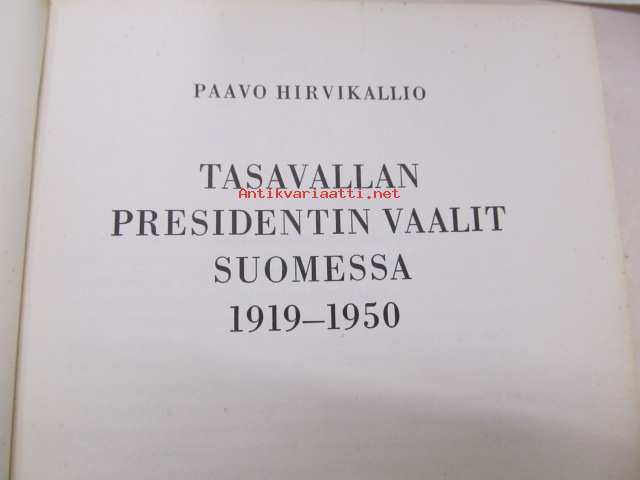 PAAVO HIRVIKALLIO
TASAVALLAN
Antikvariaatti.net
PRESIDENTIN VAALIT
SUOMESSA
1919–1950